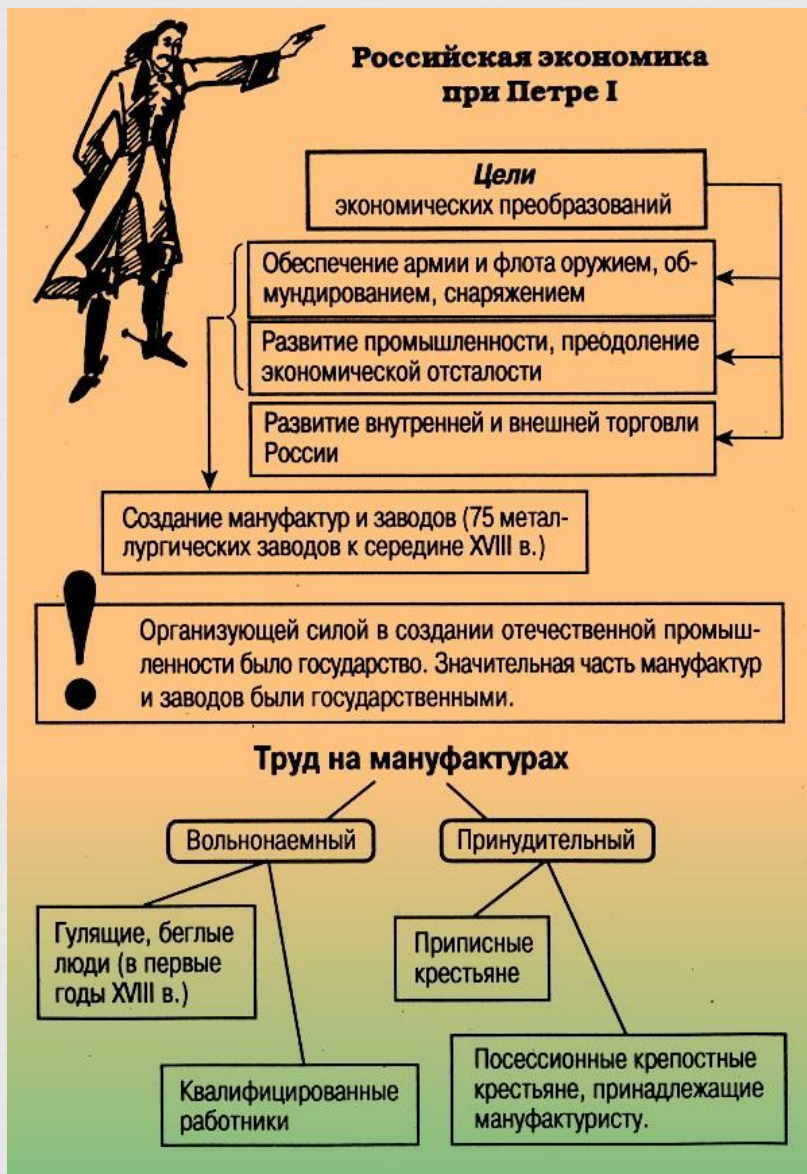 Российская экономика
при Петре I
Цели
экономических преобразований
Обеспечение армии и флота оружием, об-
мундированием, снаряжением
Развитие промышленности, преодоление
экономической отсталости
Развитие внутренней и внешней торговли
России
Создание мануфактур и заводов (75 метал-
лургических заводов к середине XVIII в.)
!
Организующей силой в создании отечественной промыш-
ленности было государство. Значительная часть мануфактур
и заводов были государственными.
Труд на мануфактурах
Вольнонаемный
Принудительный
Гулящие, беглые
люди (в первые
годы XVIII в.)
Приписные
крестьяне
Квалифицированные
работники
Посессионные крепостные
крестьяне, принадлежащие
мануфактуристу.